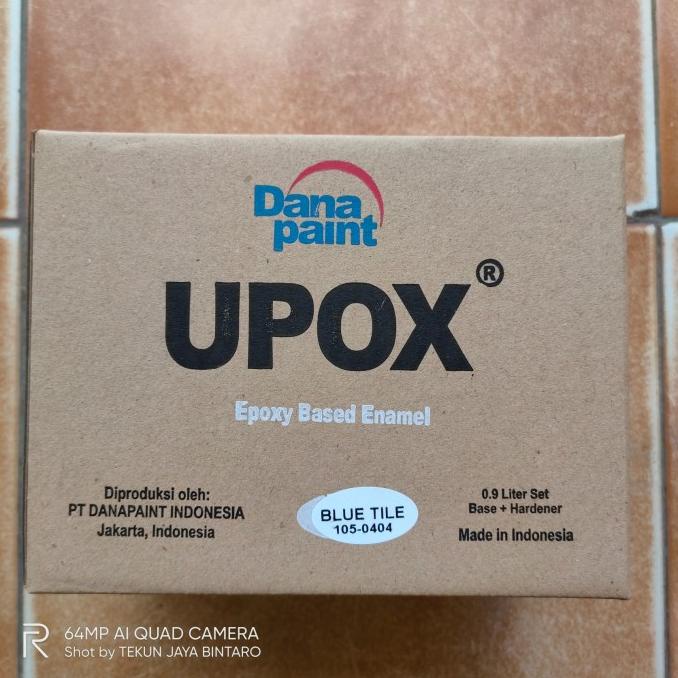 Dana
paint
UPOX®
Epoxy Based Enamel
Diproduksi oleh:
PT DANAPAINT INDONESIA
Jakarta, Indonesia
BLUE TILE
105-0404
0.9 Liter Set
Base + Hardener
Made in Indonesia
R
64MP AI QUAD CAMERA
Shot by TEKUN JAYA BINTARO